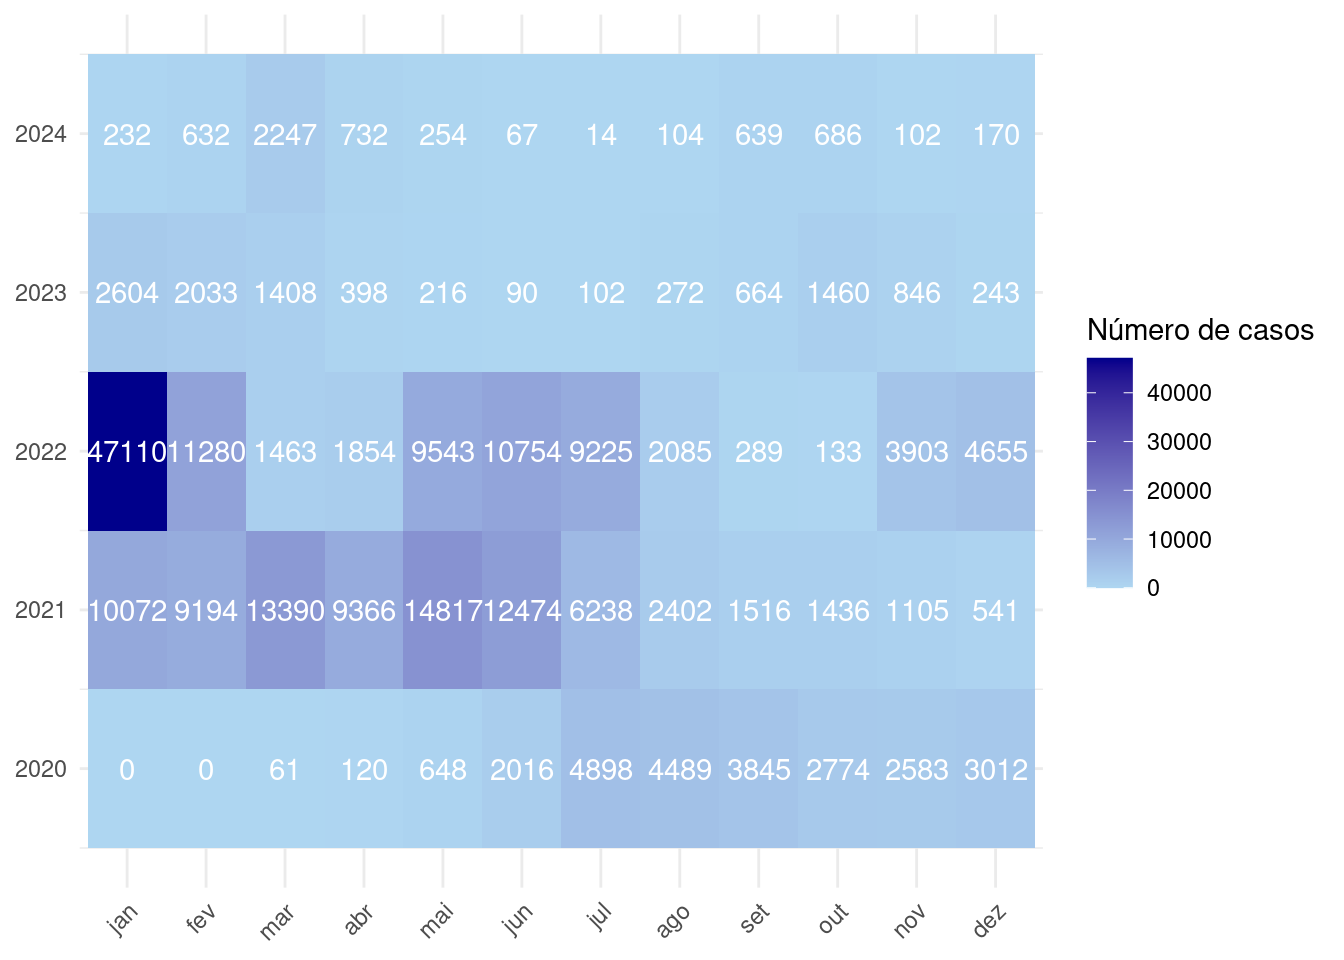 2024 232 632 2247 732 254 67 14 104 639 686 102 170
2023 2604 2033 1408 398 216 90 102 272 664 1460 846 243
2022 47110 11280 1463 1854 9543 10754 9225 2085 289 133 3903 4655
2021 10072 9194 13390 9366 14817 12474 6238 2402 1516 1436 1105 541
2020 0 0 61 120 648 2016 4898 4489 3845 2774 2583 3012
jan fev mar abr mai jun jul ago set out nov dez
Número de casos
40000
30000
20000
10000
0